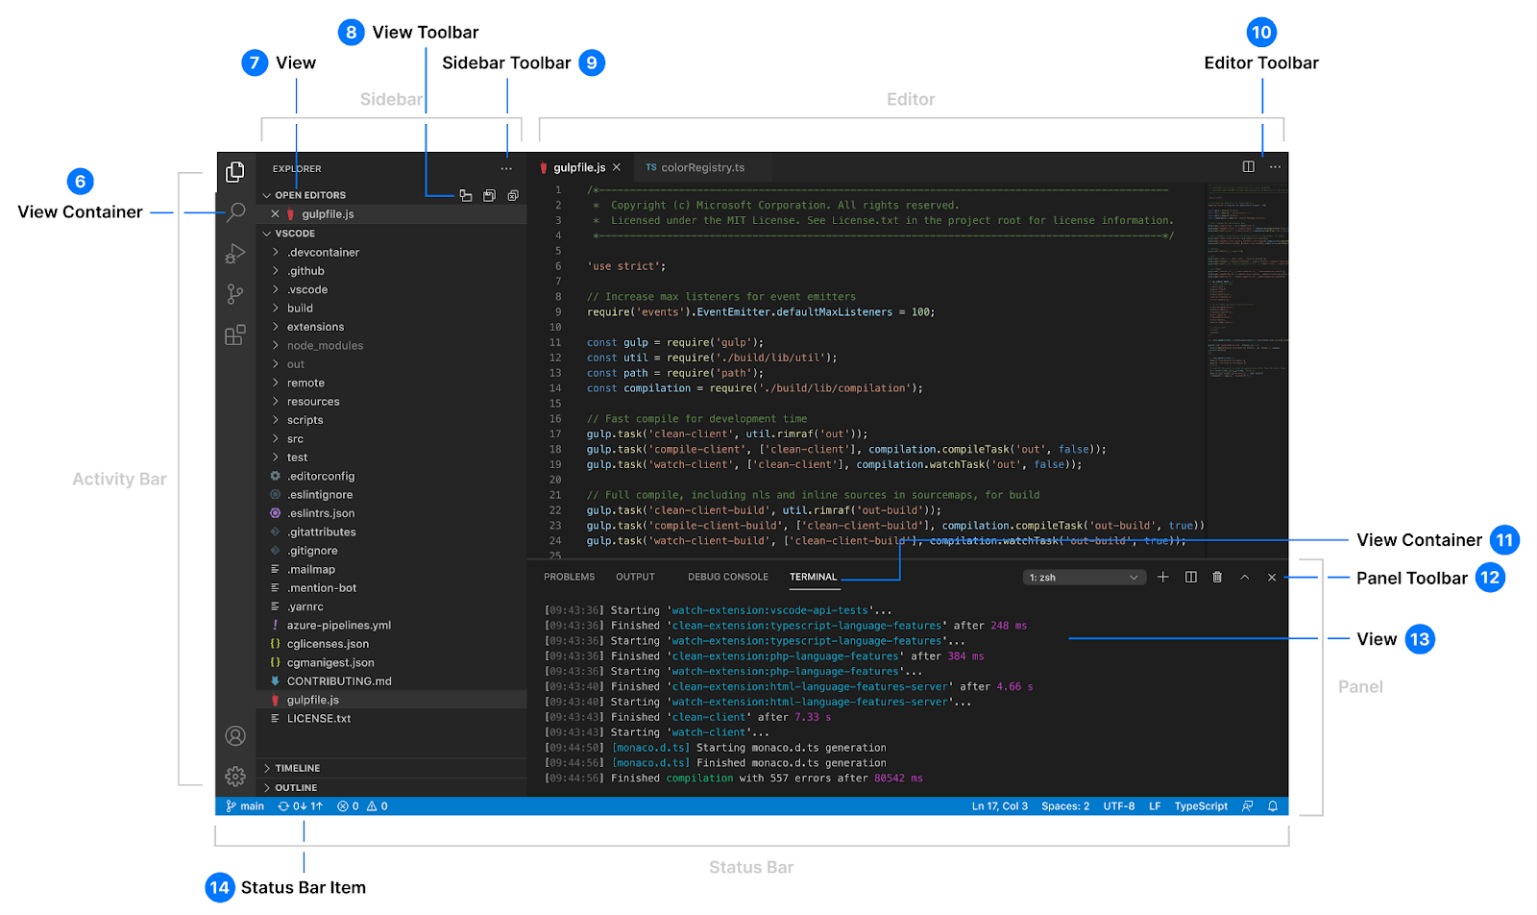 8 View Toolbar
10
7 View
Sidebar Toolbar 9
Editor Toolbar
Sidebar
Editor
6
View Container
Activity Bar
EXPLORER ···
OPEN EDITORS
gulpfile.js
VSCODE
.devcontainer
.github
.vscode
build
extensions
node_modules
out
remote
resources
scripts
src
test
.editorconfig
.eslintignore
.eslintrs.json
.gitattributes
.gitignore
.mailmap
.mention-bot
.yarnrc
azure-pipelines.yml
cglicenses.json
cgmanigest.json
CONTRIBUTING.md
gulpfile.js
LICENSE.txt
TIMELINE
OUTLINE
gulpfile.js TS colorRegistry.ts ···
1 /*---
2 * Copyright (c) Microsoft Corporation. All rights reserved.
3 * Licensed under the MIT License. See License.txt in the project root for license information.
4 *---*/
5
6 'use strict';
7
8 // Increase max listeners for event emitters
9 require('events').EventEmitter.defaultMaxListeners = 100;
10
11 const gulp = require('gulp');
12 const util = require('./build/lib/util');
13 const path = require('path');
14 const compilation = require('./build/lib/compilation');
15
16 // Fast compile for development time
17 gulp.task('clean-client', util.rimraf('out'));
18 gulp.task('compile-client', ['clean-client'], compilation.compileTask('out', false));
19 gulp.task('watch-client', ['clean-client'], compilation.watchTask('out', false));
20
21 // Full compile, including nls and inline sources in sourcemaps, for build
22 gulp.task('clean-client-build', util.rimraf('out-build'));
23 gulp.task('compile-client-build', ['clean-client-build'], compilation.compileTask('out-build', true))
24 gulp.task('watch-client-build', ['clean-client-build'], compilation.watchTask('out-build', true));
25
View Container 11
PROBLEMS OUTPUT DEBUG CONSOLE TERMINAL 1: zsh
Panel Toolbar 12
[09:43:36] Starting 'watch-extension:vscode-api-tests'...
[09:43:36] Finished 'clean-extension:typescript-language-features' after 248 ms
[09:43:36] Starting 'watch-extension:typescript-language-features'...
[09:43:36] Finished 'clean-extension:php-language-features' after 384 ms
[09:43:36] Starting 'watch-extension:php-language-features'...
[09:43:40] Finished 'clean-extension:html-language-features-server' after 4.66 s
[09:43:40] Starting 'watch-extension:html-language-features-server'...
[09:43:43] Finished 'clean-client' after 7.33 s
[09:43:43] Starting 'watch-client'...
[09:44:50] [monaco.d.ts] Starting monaco.d.ts generation
[09:44:56] [monaco.d.ts] Finished monaco.d.ts generation
[09:44:56] Finished compilation with 557 errors after 80542 ms
View 13
Panel
main 0↓ 1↑ 0 0 Ln 17, Col 3 Spaces: 2 UTF-8 LF TypeScript
Status Bar
14 Status Bar Item